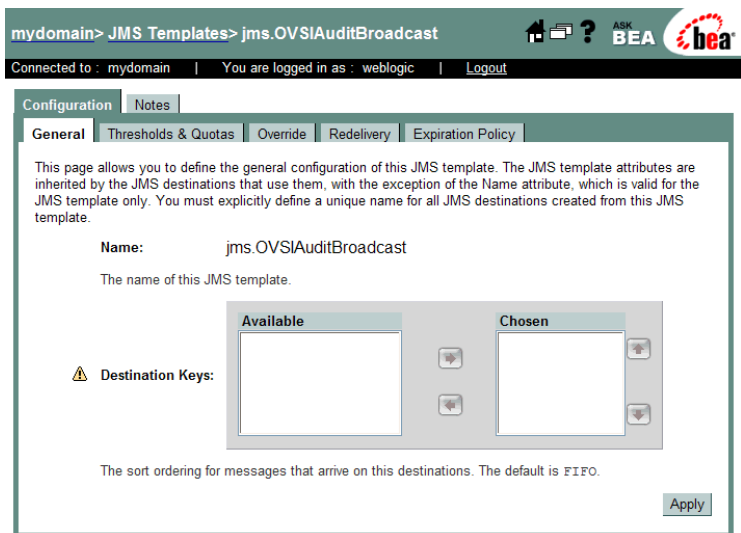 mydomain> JMS Templates> jms.OVSIAuditBroadcast
? ASK BEA bea
Connected to : mydomain | You are logged in as : weblogic | Logout
Configuration Notes
General Thresholds & Quotas Override Redelivery Expiration Policy
This page allows you to define the general configuration of this JMS template. The JMS template attributes are
inherited by the JMS destinations that use them, with the exception of the Name attribute, which is valid for the
JMS template only. You must explicitly define a unique name for all JMS destinations created from this JMS
template.
Name: jms.OVSIAuditBroadcast
The name of this JMS template.
Available Chosen
Destination Keys:
The sort ordering for messages that arrive on this destinations. The default is FIFO.
Apply